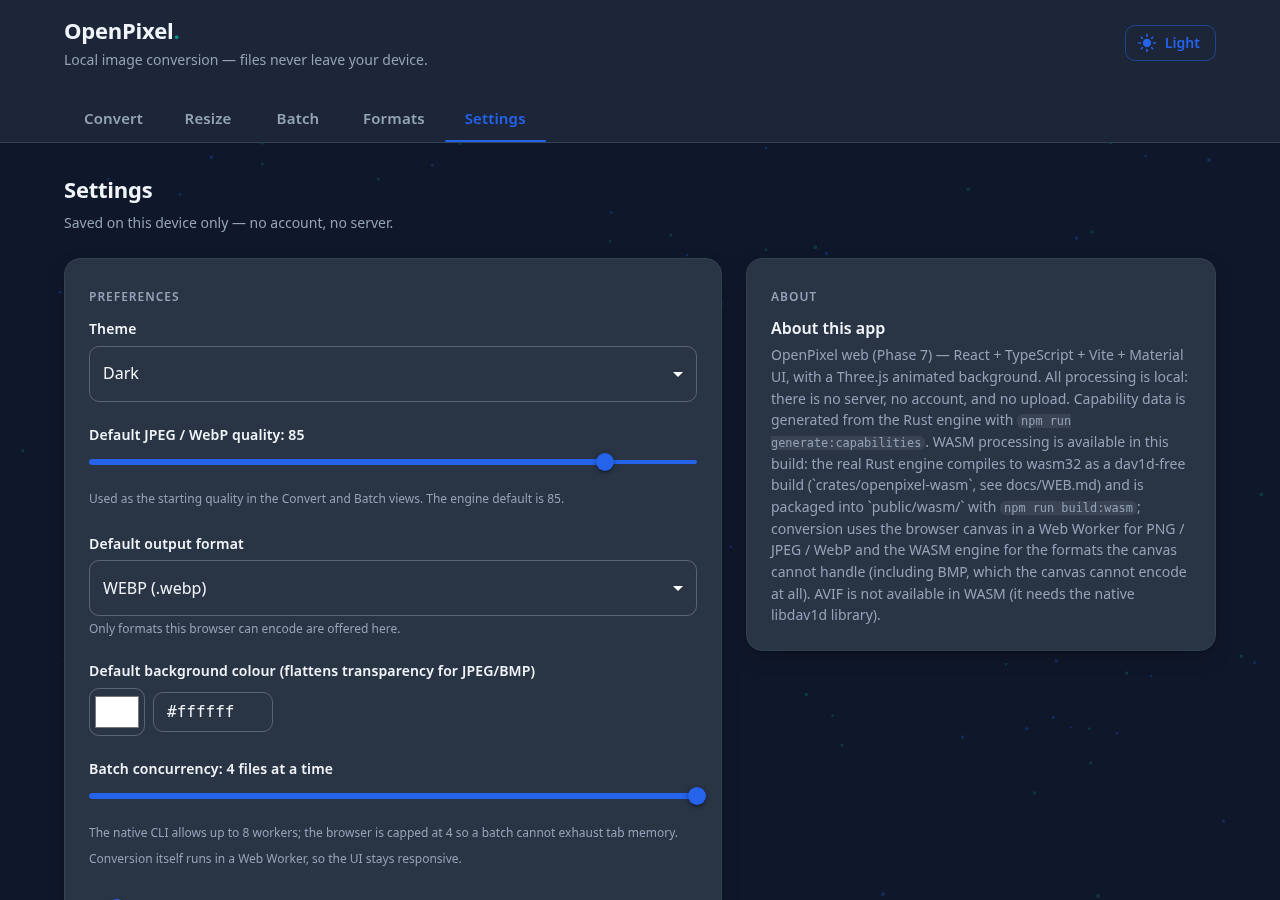 OpenPixel.
Local image conversion — files never leave your device.
Light
Convert
Resize
Batch
Formats
Settings
Settings
Saved on this device only — no account, no server.
PREFERENCES
Theme
Dark
Default JPEG / WebP quality: 85
Used as the starting quality in the Convert and Batch views. The engine default is 85.
Default output format
WEBP (.webp)
Only formats this browser can encode are offered here.
Default background colour (flattens transparency for JPEG/BMP)
#ffffff
Batch concurrency: 4 files at a time
The native CLI allows up to 8 workers; the browser is capped at 4 so a batch cannot exhaust tab memory.
Conversion itself runs in a Web Worker, so the UI stays responsive.
ABOUT
About this app
OpenPixel web (Phase 7) — React + TypeScript + Vite + Material
UI, with a Three.js animated background. All processing is local:
there is no server, no account, and no upload. Capability data is
generated from the Rust engine with npm run
generate:capabilities. WASM processing is available in this
build: the real Rust engine compiles to wasm32 as a dav1d-free
build (`crates/openpixel-wasm`, see docs/WEB.md) and is
packaged into `public/wasm/` with npm run build:wasm;
conversion uses the browser canvas in a Web Worker for PNG /
JPEG / WebP and the WASM engine for the formats the canvas
cannot handle (including BMP, which the canvas cannot encode
at all). AVIF is not available in WASM (it needs the native
libdav1d library).